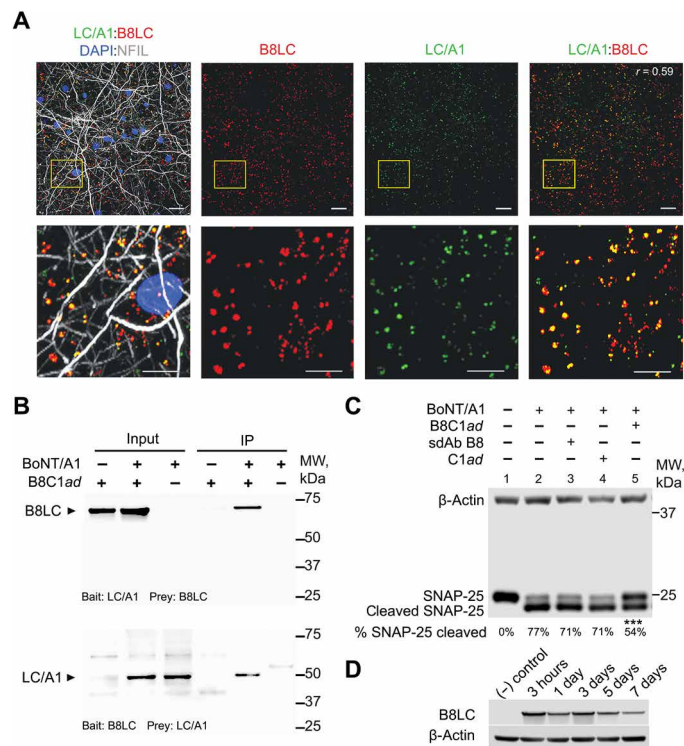 A
LC/A1:B8LC
DAPI:NFIL
B8LC
LC/A1
LC/A1:B8LC
r = 0.59
B
Input
IP
BoNT/A1
– + + – + –
MW,
kDa
B8C1ad
+ + – + + –
B8LC
75
50
37
25
Bait: LC/A1 Prey: B8LC
LC/A1
75
50
37
25
Bait: B8LC Prey: LC/A1
C
BoNT/A1 – + + + +
B8C1ad – – – – +
sdAb B8 – – + – –
C1ad – – – + –
MW,
kDa
1 2 3 4 5
β-Actin
37
SNAP-25
25
Cleaved SNAP-25
***
% SNAP-25 cleaved 0% 77% 71% 71% 54%
D
(–) control
3 hours
1 day
3 days
5 days
7 days
B8LC
β-Actin